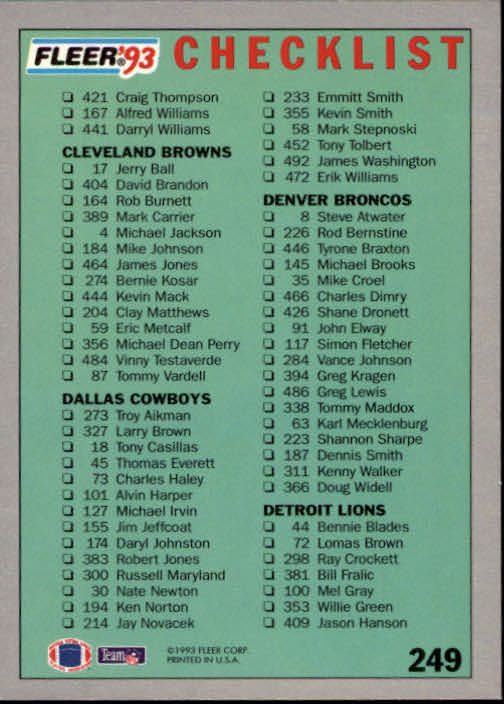 FLEER® '93 CHECKLIST
❏ 421 Craig Thompson
❏ 167 Alfred Williams
❏ 441 Darryl Williams
CLEVELAND BROWNS
❏ 17 Jerry Ball
❏ 404 David Brandon
❏ 164 Rob Burnett
❏ 389 Mark Carrier
❏ 4 Michael Jackson
❏ 184 Mike Johnson
❏ 464 James Jones
❏ 274 Bernie Kosar
❏ 444 Kevin Mack
❏ 204 Clay Matthews
❏ 59 Eric Metcalf
❏ 356 Michael Dean Perry
❏ 484 Vinny Testaverde
❏ 87 Tommy Vardell
DALLAS COWBOYS
❏ 273 Troy Aikman
❏ 327 Larry Brown
❏ 18 Tony Casillas
❏ 45 Thomas Everett
❏ 73 Charles Haley
❏ 101 Alvin Harper
❏ 127 Michael Irvin
❏ 155 Jim Jeffcoat
❏ 174 Daryl Johnston
❏ 383 Robert Jones
❏ 300 Russell Maryland
❏ 30 Nate Newton
❏ 194 Ken Norton
❏ 214 Jay Novacek
❏ 233 Emmitt Smith
❏ 355 Kevin Smith
❏ 58 Mark Stepnoski
❏ 452 Tony Tolbert
❏ 492 James Washington
❏ 472 Erik Williams
DENVER BRONCOS
❏ 8 Steve Atwater
❏ 226 Rod Bernstine
❏ 446 Tyrone Braxton
❏ 145 Michael Brooks
❏ 35 Mike Croel
❏ 466 Charles Dimry
❏ 426 Shane Dronett
❏ 91 John Elway
❏ 117 Simon Fletcher
❏ 284 Vance Johnson
❏ 394 Greg Kragen
❏ 486 Greg Lewis
❏ 338 Tommy Maddox
❏ 63 Karl Mecklenburg
❏ 223 Shannon Sharpe
❏ 187 Dennis Smith
❏ 311 Kenny Walker
❏ 366 Doug Widell
DETROIT LIONS
❏ 44 Bennie Blades
❏ 72 Lomas Brown
❏ 298 Ray Crockett
❏ 381 Bill Fralic
❏ 100 Mel Gray
❏ 353 Willie Green
❏ 409 Jason Hanson
Team NFL
©1993 FLEER CORP.
PRINTED IN U.S.A.
249